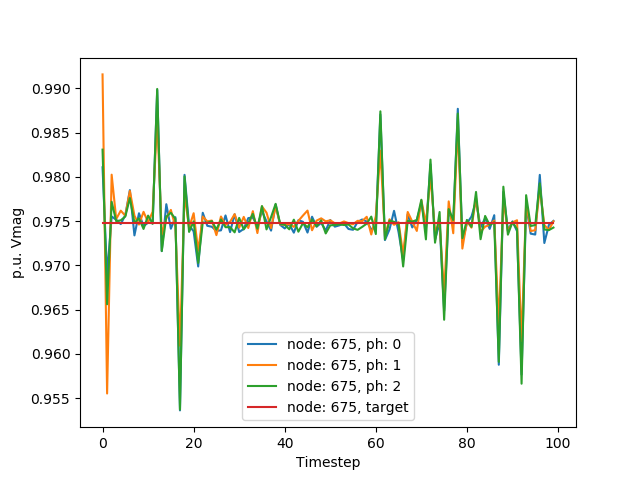 0.990
0.985
0.980
0.975
0.970
0.965
0.960
0.955
p.u. Vmag
node: 675, ph: 0
node: 675, ph: 1
node: 675, ph: 2
node: 675, target
0 20 40 60 80 100
Timestep